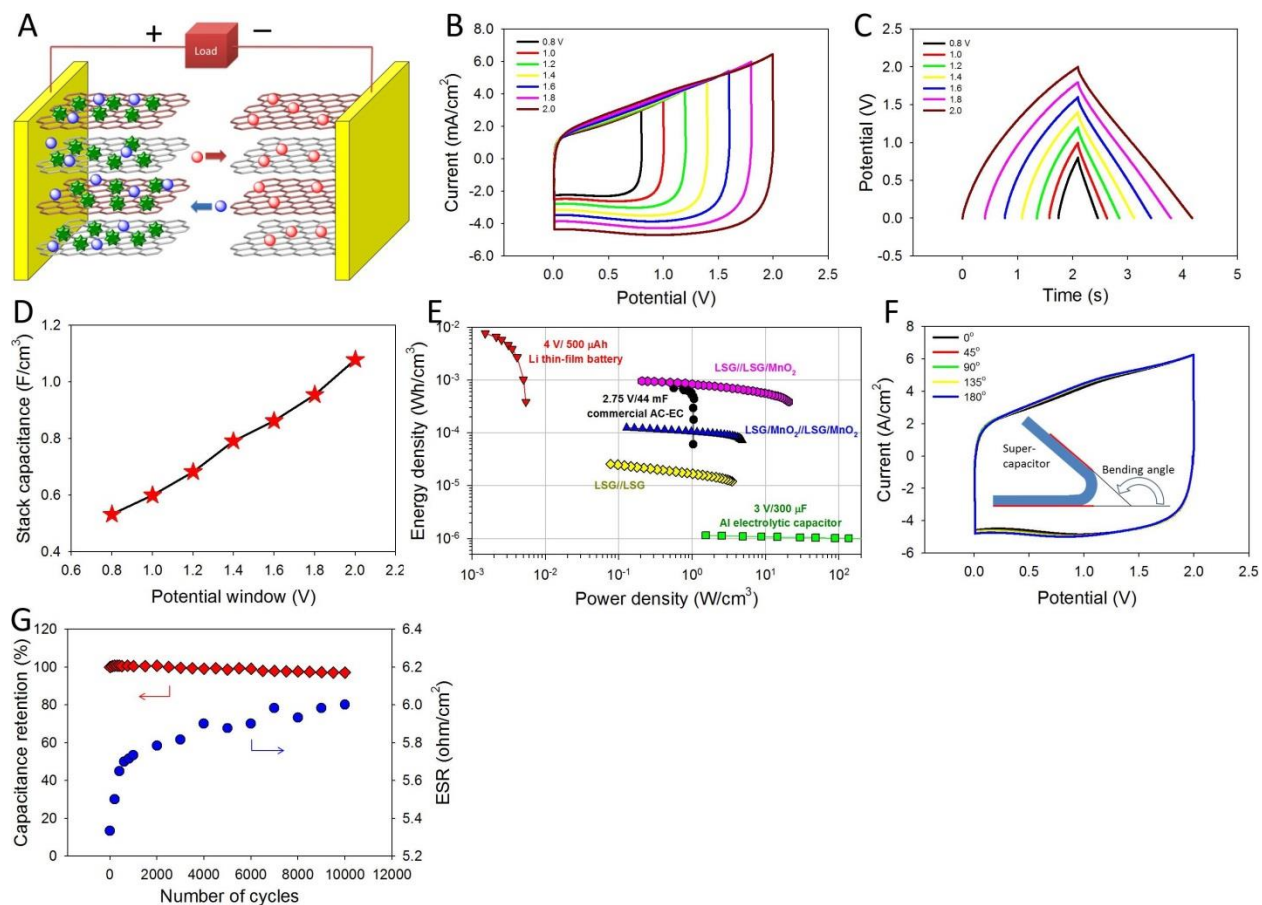 A
+
Load
−
B
8.0
6.0
4.0
2.0
0.0
-2.0
-4.0
-6.0
Current (mA/cm²)
0.8 V
1.0
1.2
1.4
1.6
1.8
2.0
0.0 0.5 1.0 1.5 2.0 2.5
Potential (V)
C
2.5
2.0
1.5
1.0
0.5
0.0
-0.5
Potential (V)
0.8 V
1.0
1.2
1.4
1.6
1.8
2.0
0 1 2 3 4 5
Time (s)
D
1.2
1.0
0.8
0.6
0.4
Stack capacitance (F/cm³)
0.6 0.8 1.0 1.2 1.4 1.6 1.8 2.0 2.2
Potential window (V)
E
10⁻²
10⁻³
10⁻⁴
10⁻⁵
10⁻⁶
Energy density (Wh/cm³)
4 V/ 500 μAh
Li thin-film battery
LSG//LSG/MnO₂
2.75 V/44 mF
commercial AC-EC
LSG/MnO₂//LSG/MnO₂
LSG//LSG
3 V/300 μF
Al electrolytic capacitor
10⁻³ 10⁻² 10⁻¹ 10⁰ 10¹ 10²
Power density (W/cm³)
F
8
6
4
2
0
-2
-4
-6
Current (A/cm²)
0°
45°
90°
135°
180°
Super-
capacitor
Bending angle
0.0 0.5 1.0 1.5 2.0 2.5
Potential (V)
G
120
100
80
60
40
20
0
Capacitance retention (%)
6.4
6.2
6.0
5.8
5.6
5.4
5.2
ESR (ohm/cm²)
0 2000 4000 6000 8000 10000 12000
Number of cycles